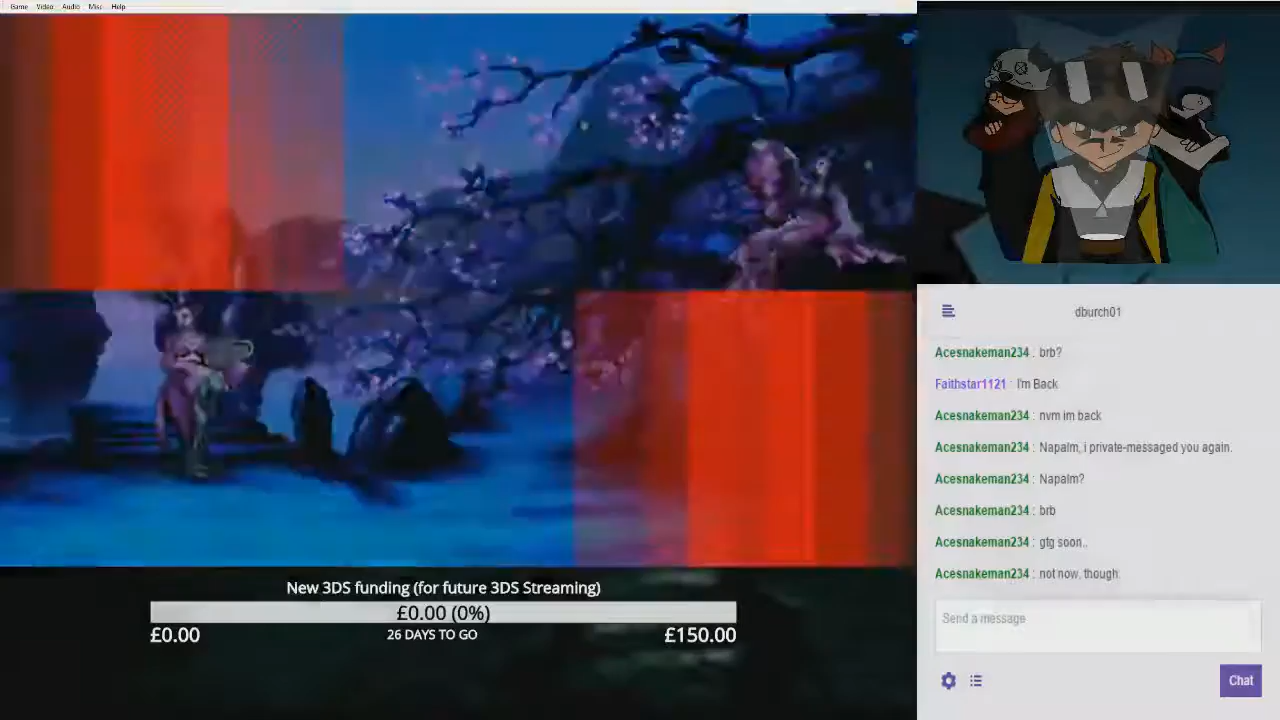 Game Video Audio Misc Help
dburch01
Acesnakeman234 : brb?
Faithstar1121 : I'm Back
Acesnakeman234 : nvm im back
Acesnakeman234 : Napalm, i private-messaged you again.
Acesnakeman234 : Napalm?
Acesnakeman234 : brb
Acesnakeman234 : gtg soon..
Acesnakeman234 : not now, though.
Send a message
Chat
New 3DS funding (for future 3DS Streaming)
£0.00 (0%)
£0.00 26 DAYS TO GO £150.00